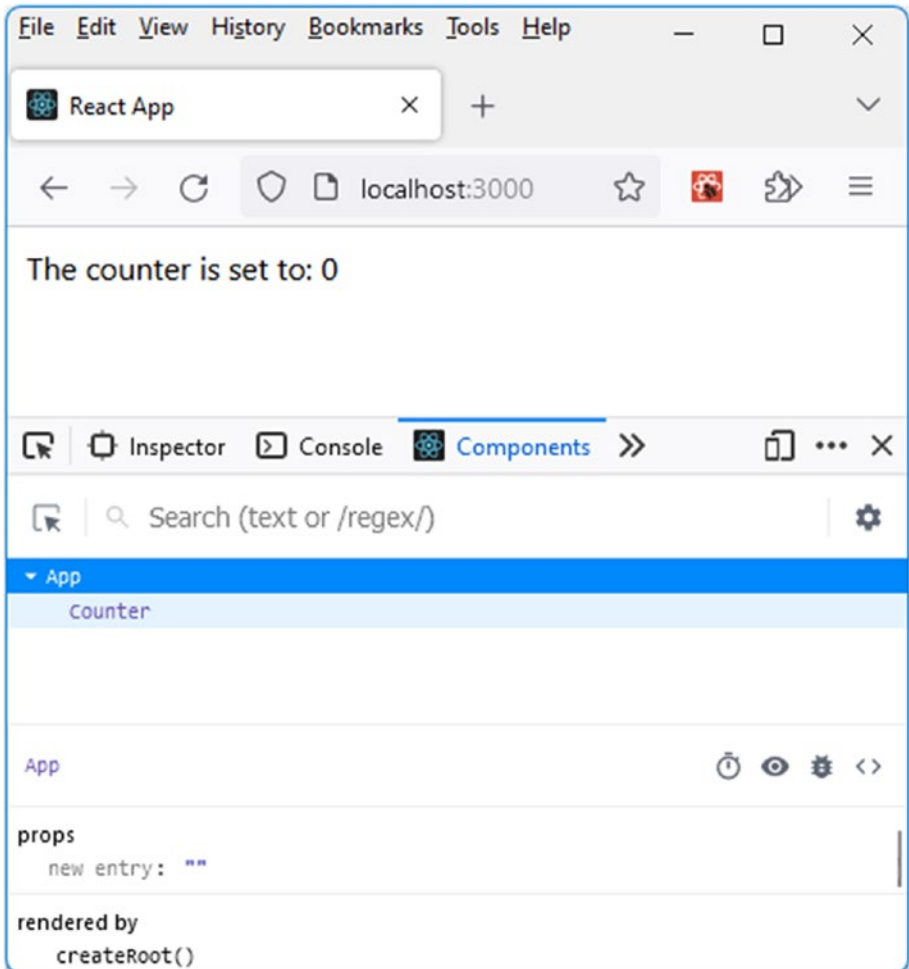 File Edit View History Bookmarks Tools Help
React App
localhost:3000
The counter is set to: 0
Inspector Console Components
Search (text or /regex/)
App
Counter
App
props
new entry: ""
rendered by
createRoot()